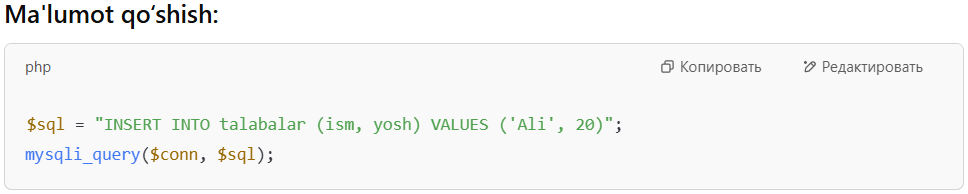 Ma'lumot qo‘shish:
php
Копировать
Редактировать
$sql = "INSERT INTO talabalar (ism, yosh) VALUES ('Ali', 20)";
mysqli_query($conn, $sql);